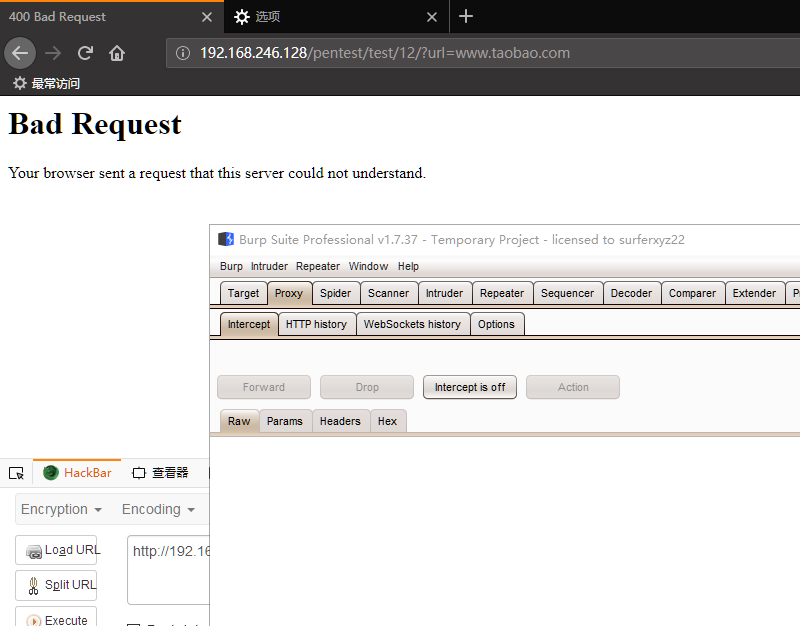 400 Bad Request
选项
192.168.246.128/pentest/test/12/?url=www.taobao.com
最常访问
Bad Request
Your browser sent a request that this server could not understand.
Burp Suite Professional v1.7.37 - Temporary Project - licensed to surferxyz22
Burp Intruder Repeater Window Help
Target Proxy Spider Scanner Intruder Repeater Sequencer Decoder Comparer Extender
Intercept HTTP history WebSockets history Options
Forward Drop Intercept is off Action
Raw Params Headers Hex
HackBar 查看器
Encryption Encoding
Load URL http://192.16
Split URL
Execute